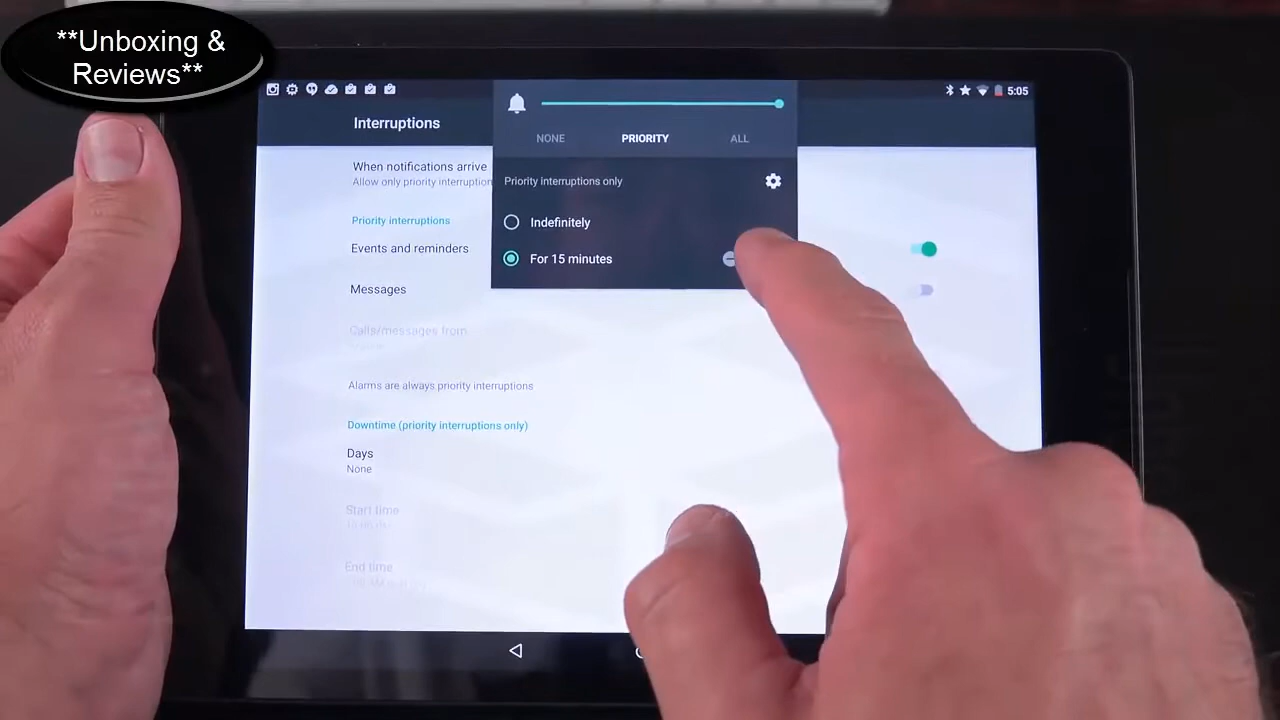 **Unboxing &
Reviews**
5:05
Interruptions
NONE PRIORITY ALL
When notifications arrive
Allow only priority interruption
Priority interruptions only
Priority interruptions
Indefinitely
Events and reminders
For 15 minutes
Messages
Calls/messages from
Alarms are always priority interruptions
Downtime (priority interruptions only)
Days
None
Start time
End time